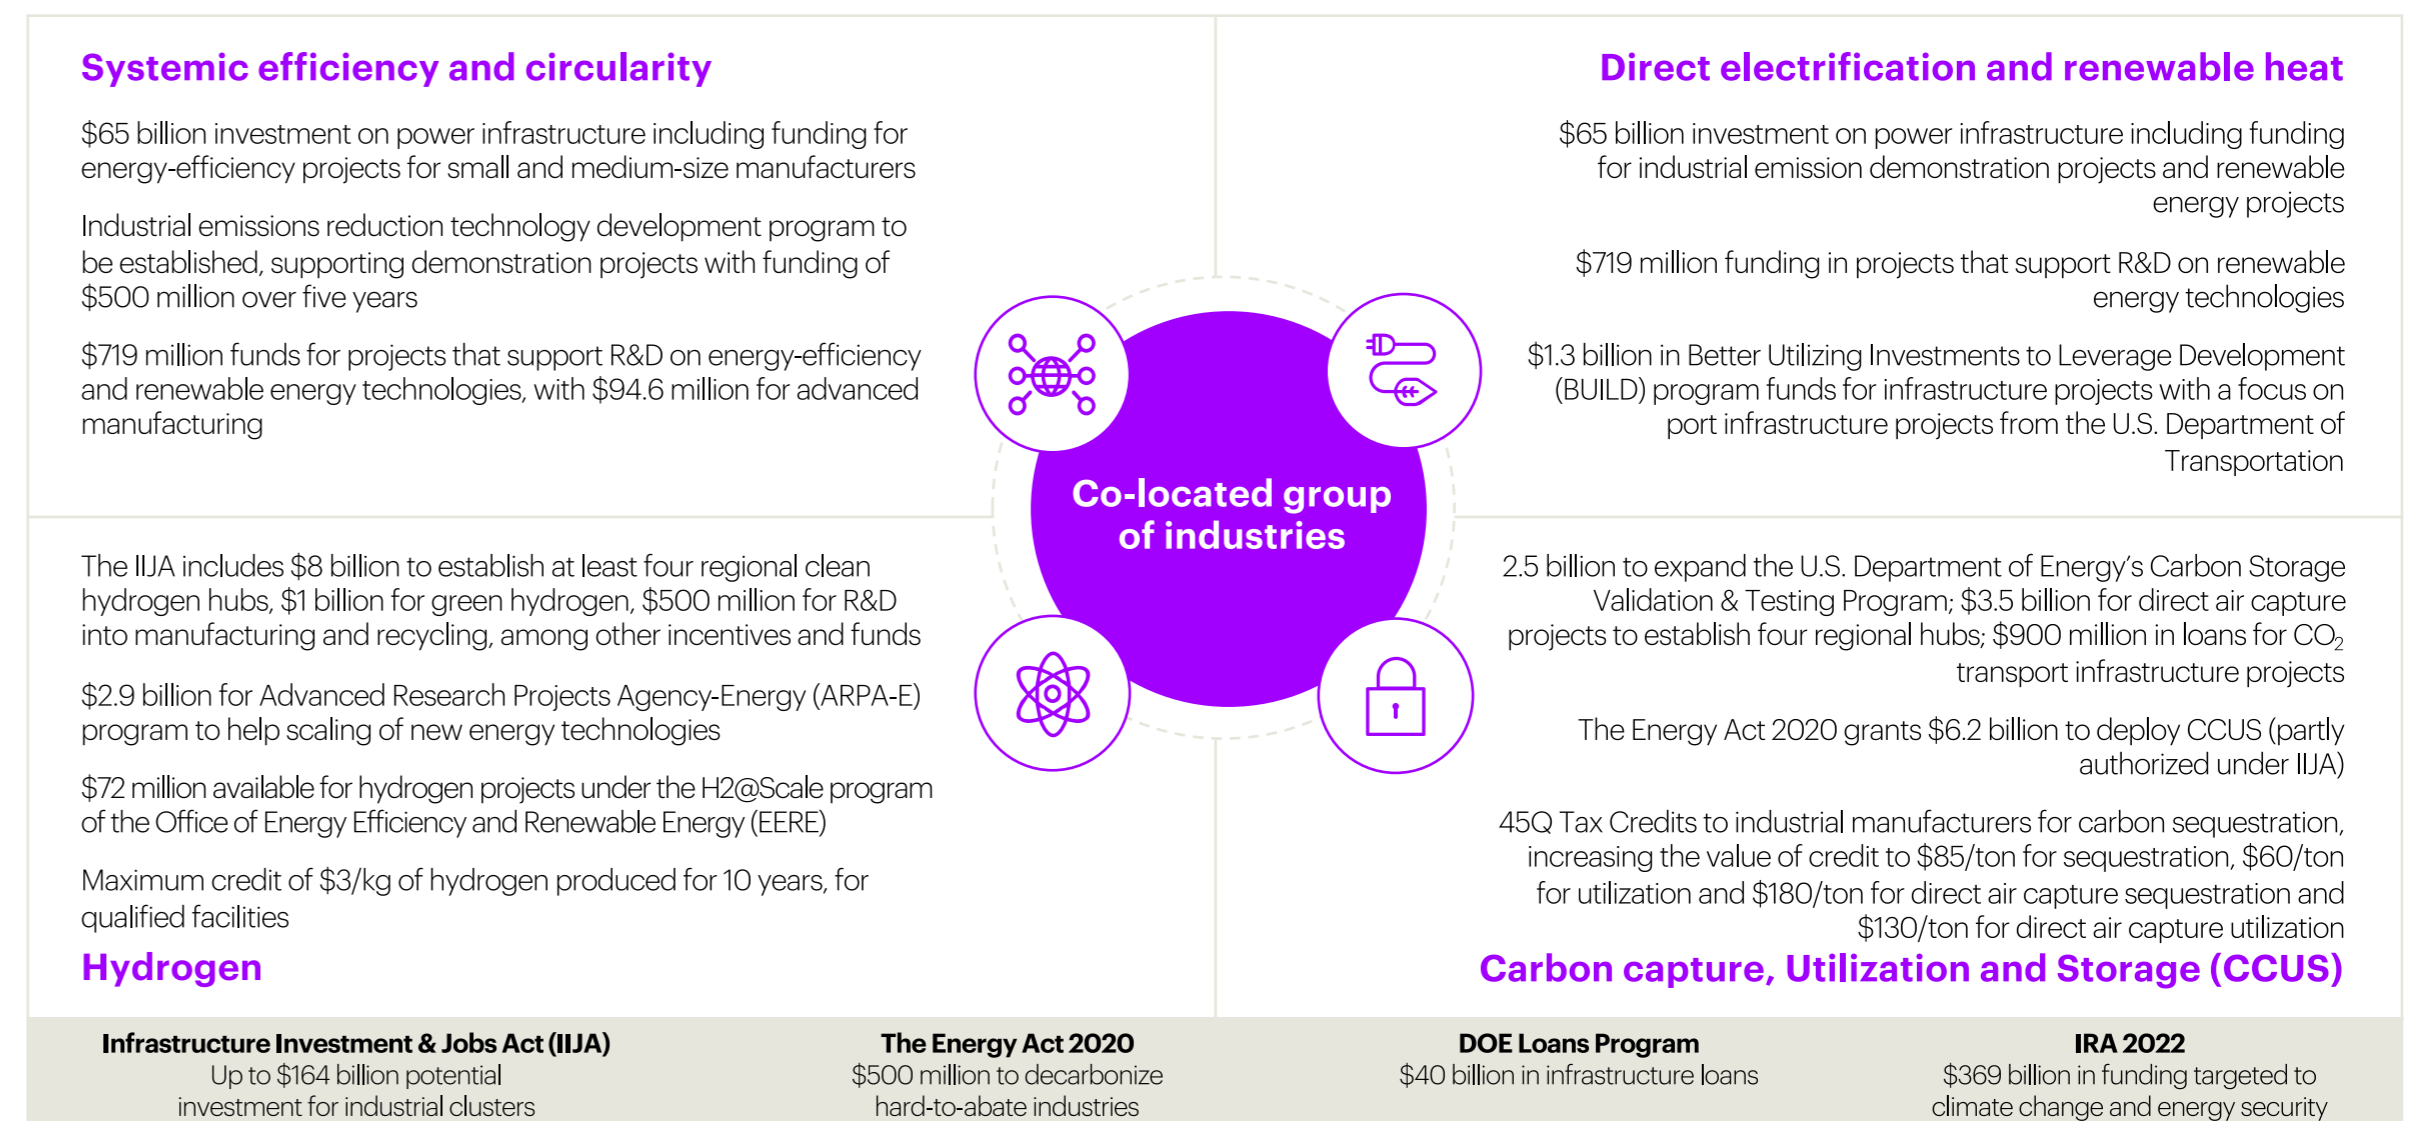 Systemic efficiency and circularity
$65 billion investment on power infrastructure including funding for
energy-efficiency projects for small and medium-size manufacturers
Industrial emissions reduction technology development program to
be established, supporting demonstration projects with funding of
$500 million over five years
$719 million funds for projects that support R&D on energy-efficiency
and renewable energy technologies, with $94.6 million for advanced
manufacturing
Direct electrification and renewable heat
$65 billion investment on power infrastructure including funding
for industrial emission demonstration projects and renewable
energy projects
$719 million funding in projects that support R&D on renewable
energy technologies
$1.3 billion in Better Utilizing Investments to Leverage Development
(BUILD) program funds for infrastructure projects with a focus on
port infrastructure projects from the U.S. Department of
Transportation
Co-located group
of industries
The IIJA includes $8 billion to establish at least four regional clean
hydrogen hubs, $1 billion for green hydrogen, $500 million for R&D
into manufacturing and recycling, among other incentives and funds
$2.9 billion for Advanced Research Projects Agency-Energy (ARPA-E)
program to help scaling of new energy technologies
$72 million available for hydrogen projects under the H2@Scale program
of the Office of Energy Efficiency and Renewable Energy (EERE)
Maximum credit of $3/kg of hydrogen produced for 10 years, for
qualified facilities
Hydrogen
2.5 billion to expand the U.S. Department of Energy’s Carbon Storage
Validation & Testing Program; $3.5 billion for direct air capture
projects to establish four regional hubs; $900 million in loans for CO₂
transport infrastructure projects
The Energy Act 2020 grants $6.2 billion to deploy CCUS (partly
authorized under IIJA)
45Q Tax Credits to industrial manufacturers for carbon sequestration,
increasing the value of credit to $85/ton for sequestration, $60/ton
for utilization and $180/ton for direct air capture sequestration and
$130/ton for direct air capture utilization
Carbon capture, Utilization and Storage (CCUS)
Infrastructure Investment & Jobs Act (IIJA)
Up to $164 billion potential
investment for industrial clusters
The Energy Act 2020
$500 million to decarbonize
hard-to-abate industries
DOE Loans Program
$40 billion in infrastructure loans
IRA 2022
$369 billion in funding targeted to
climate change and energy security